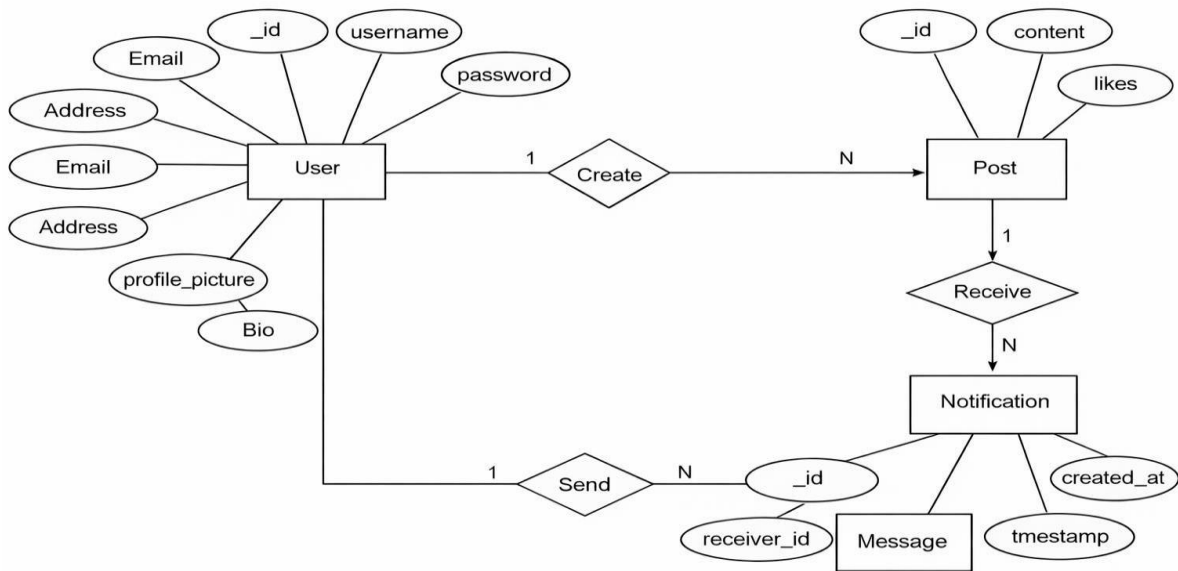 _id
username
_id
content
Email
password
likes
Address
User
1
Create
N
Post
Email
Address
1
profile_picture
Receive
Bio
N
Notification
1
Send
N
_id
created_at
receiver_id
Message
tmestamp